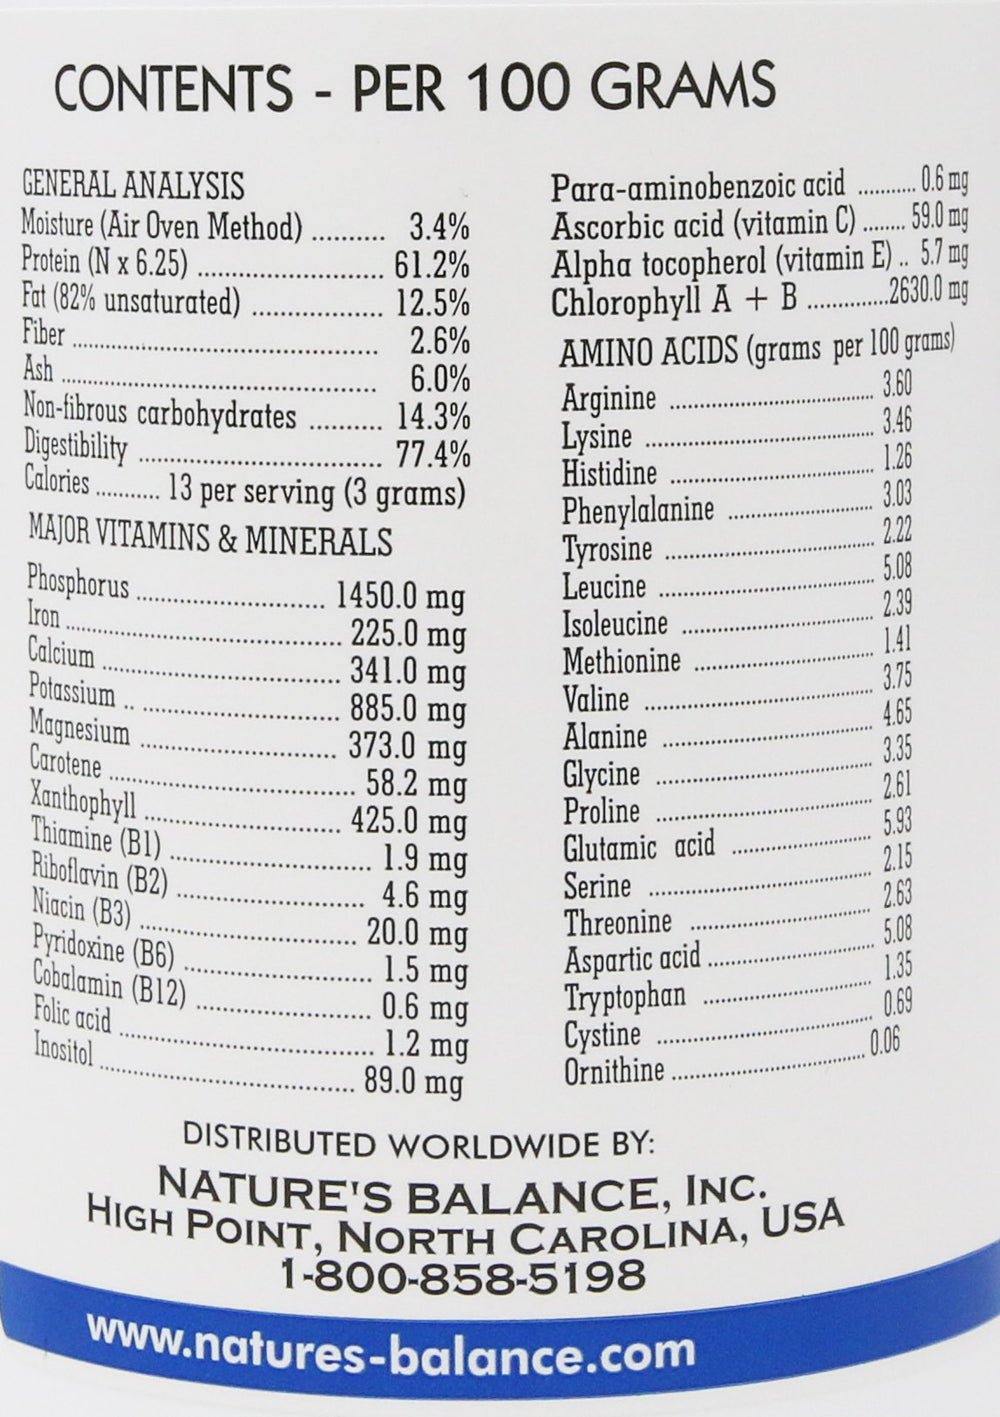 CONTENTS - PER 100 GRAMS
GENERAL ANALYSIS
Moisture (Air Oven Method) .......... 3.4%
Protein (N x 6.25) .......................... 61.2%
Fat (82% unsaturated) .................. 12.5%
Fiber ............................................. 2.6%
Ash ............................................. 6.0%
Non-fibrous carbohydrates .......... 14.3%
Digestibility .................................. 77.4%
Calories .......... 13 per serving (3 grams)
MAJOR VITAMINS & MINERALS
Phosphorus ........................... 1450.0 mg
Iron ....................................... 225.0 mg
Calcium .................................. 341.0 mg
Potassium .. ............................ 885.0 mg
Magnesium ............................ 373.0 mg
Carotene ................................... 58.2 mg
Xanthophyll ............................ 425.0 mg
Thiamine (B1) ............................. 1.9 mg
Riboflavin (B2) .......................... 4.6 mg
Niacin (B3) ............................... 20.0 mg
Pyridoxine (B6) .......................... 1.5 mg
Cobalamin (B12) ......................... 0.6 mg
Folic acid ................................... 1.2 mg
Inositol ..................................... 89.0 mg
Para-aminobenzoic acid .......... 0.6 mg
Ascorbic acid (vitamin C) ....... 59.0 mg
Alpha tocopherol (vitamin E) .. 5.7 mg
Chlorophyll A + B .............2630.0 mg
AMINO ACIDS (grams per 100 grams)
Arginine .................................. 3.60
Lysine ..................................... 3.46
Histidine ................................. 1.26
Phenylalanine ........................ 3.03
Tyrosine .................................. 2.22
Leucine ................................... 5.08
Isoleucine ............................... 2.39
Methionine ............................. 1.41
Valine ..................................... 3.75
Alanine ................................... 4.65
Glycine .................................... 3.35
Proline .................................... 2.61
Glutamic acid ....................... 5.93
Serine ..................................... 2.15
Threonine .............................. 2.63
Aspartic acid ........................... 5.08
Tryptophan ............................ 1.35
Cystine .................................... 0.69
Ornithine ................................ 0.06
DISTRIBUTED WORLDWIDE BY:
NATURE'S BALANCE, INC.
HIGH POINT, NORTH CAROLINA, USA
1-800-858-5198
www.natures-balance.com